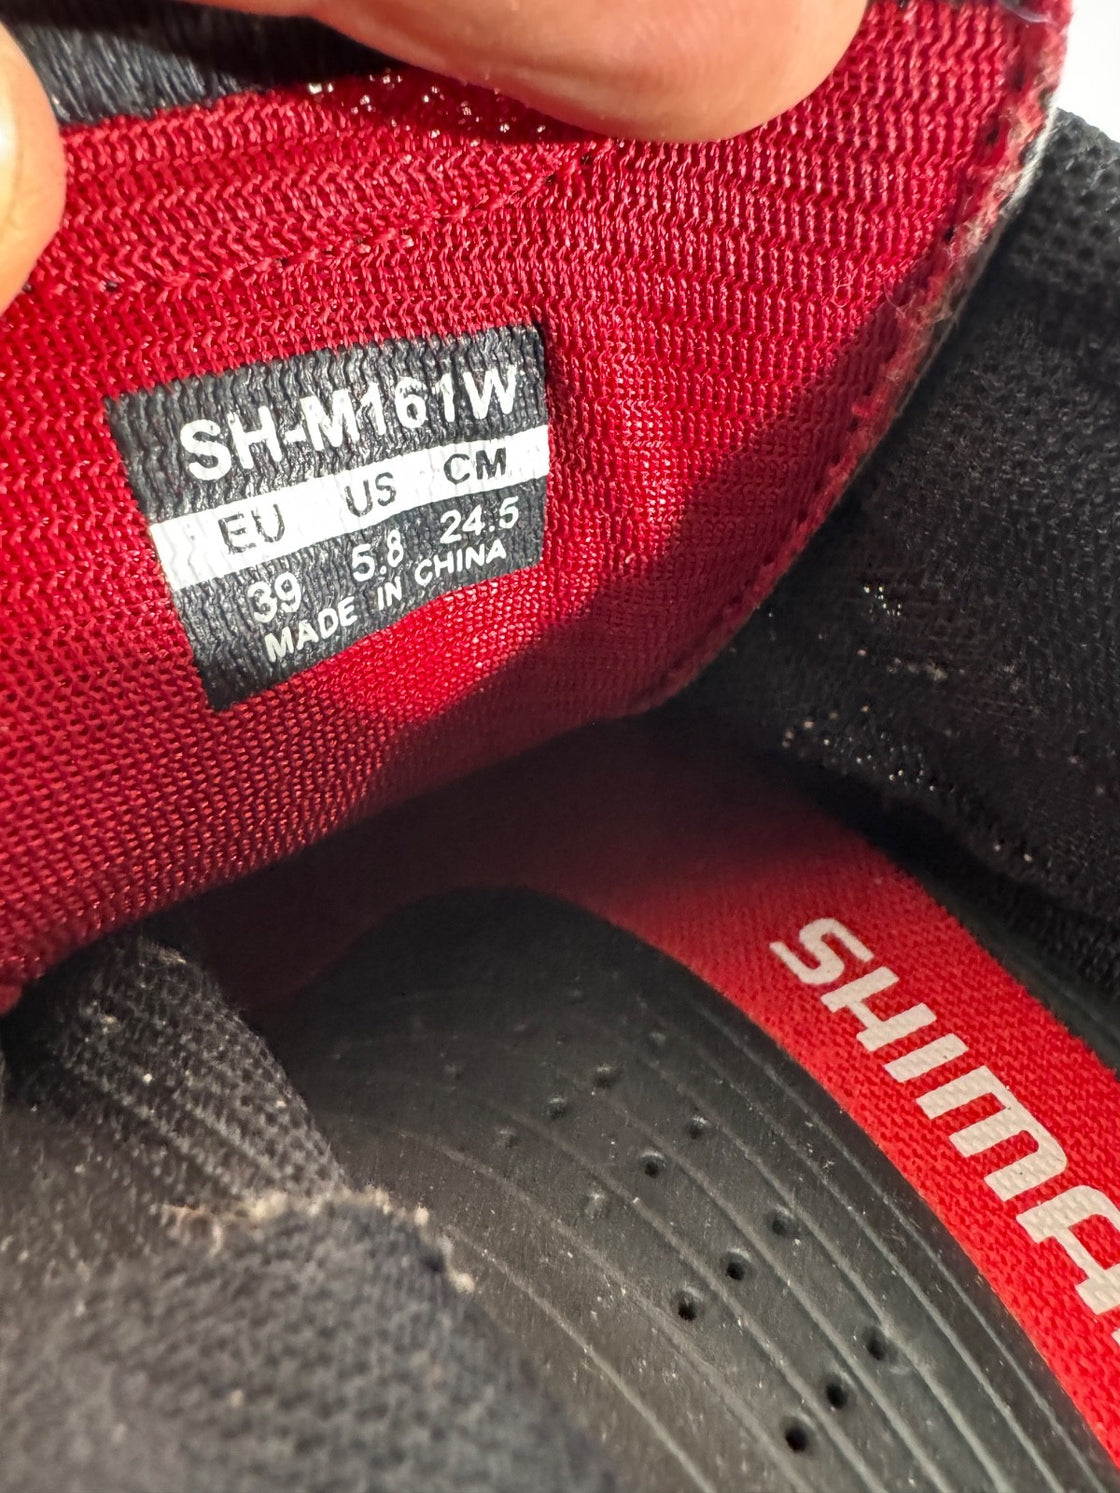 SH-M161W
EU US CM
39 5.8 24.5
MADE IN CHINA
SHIMA